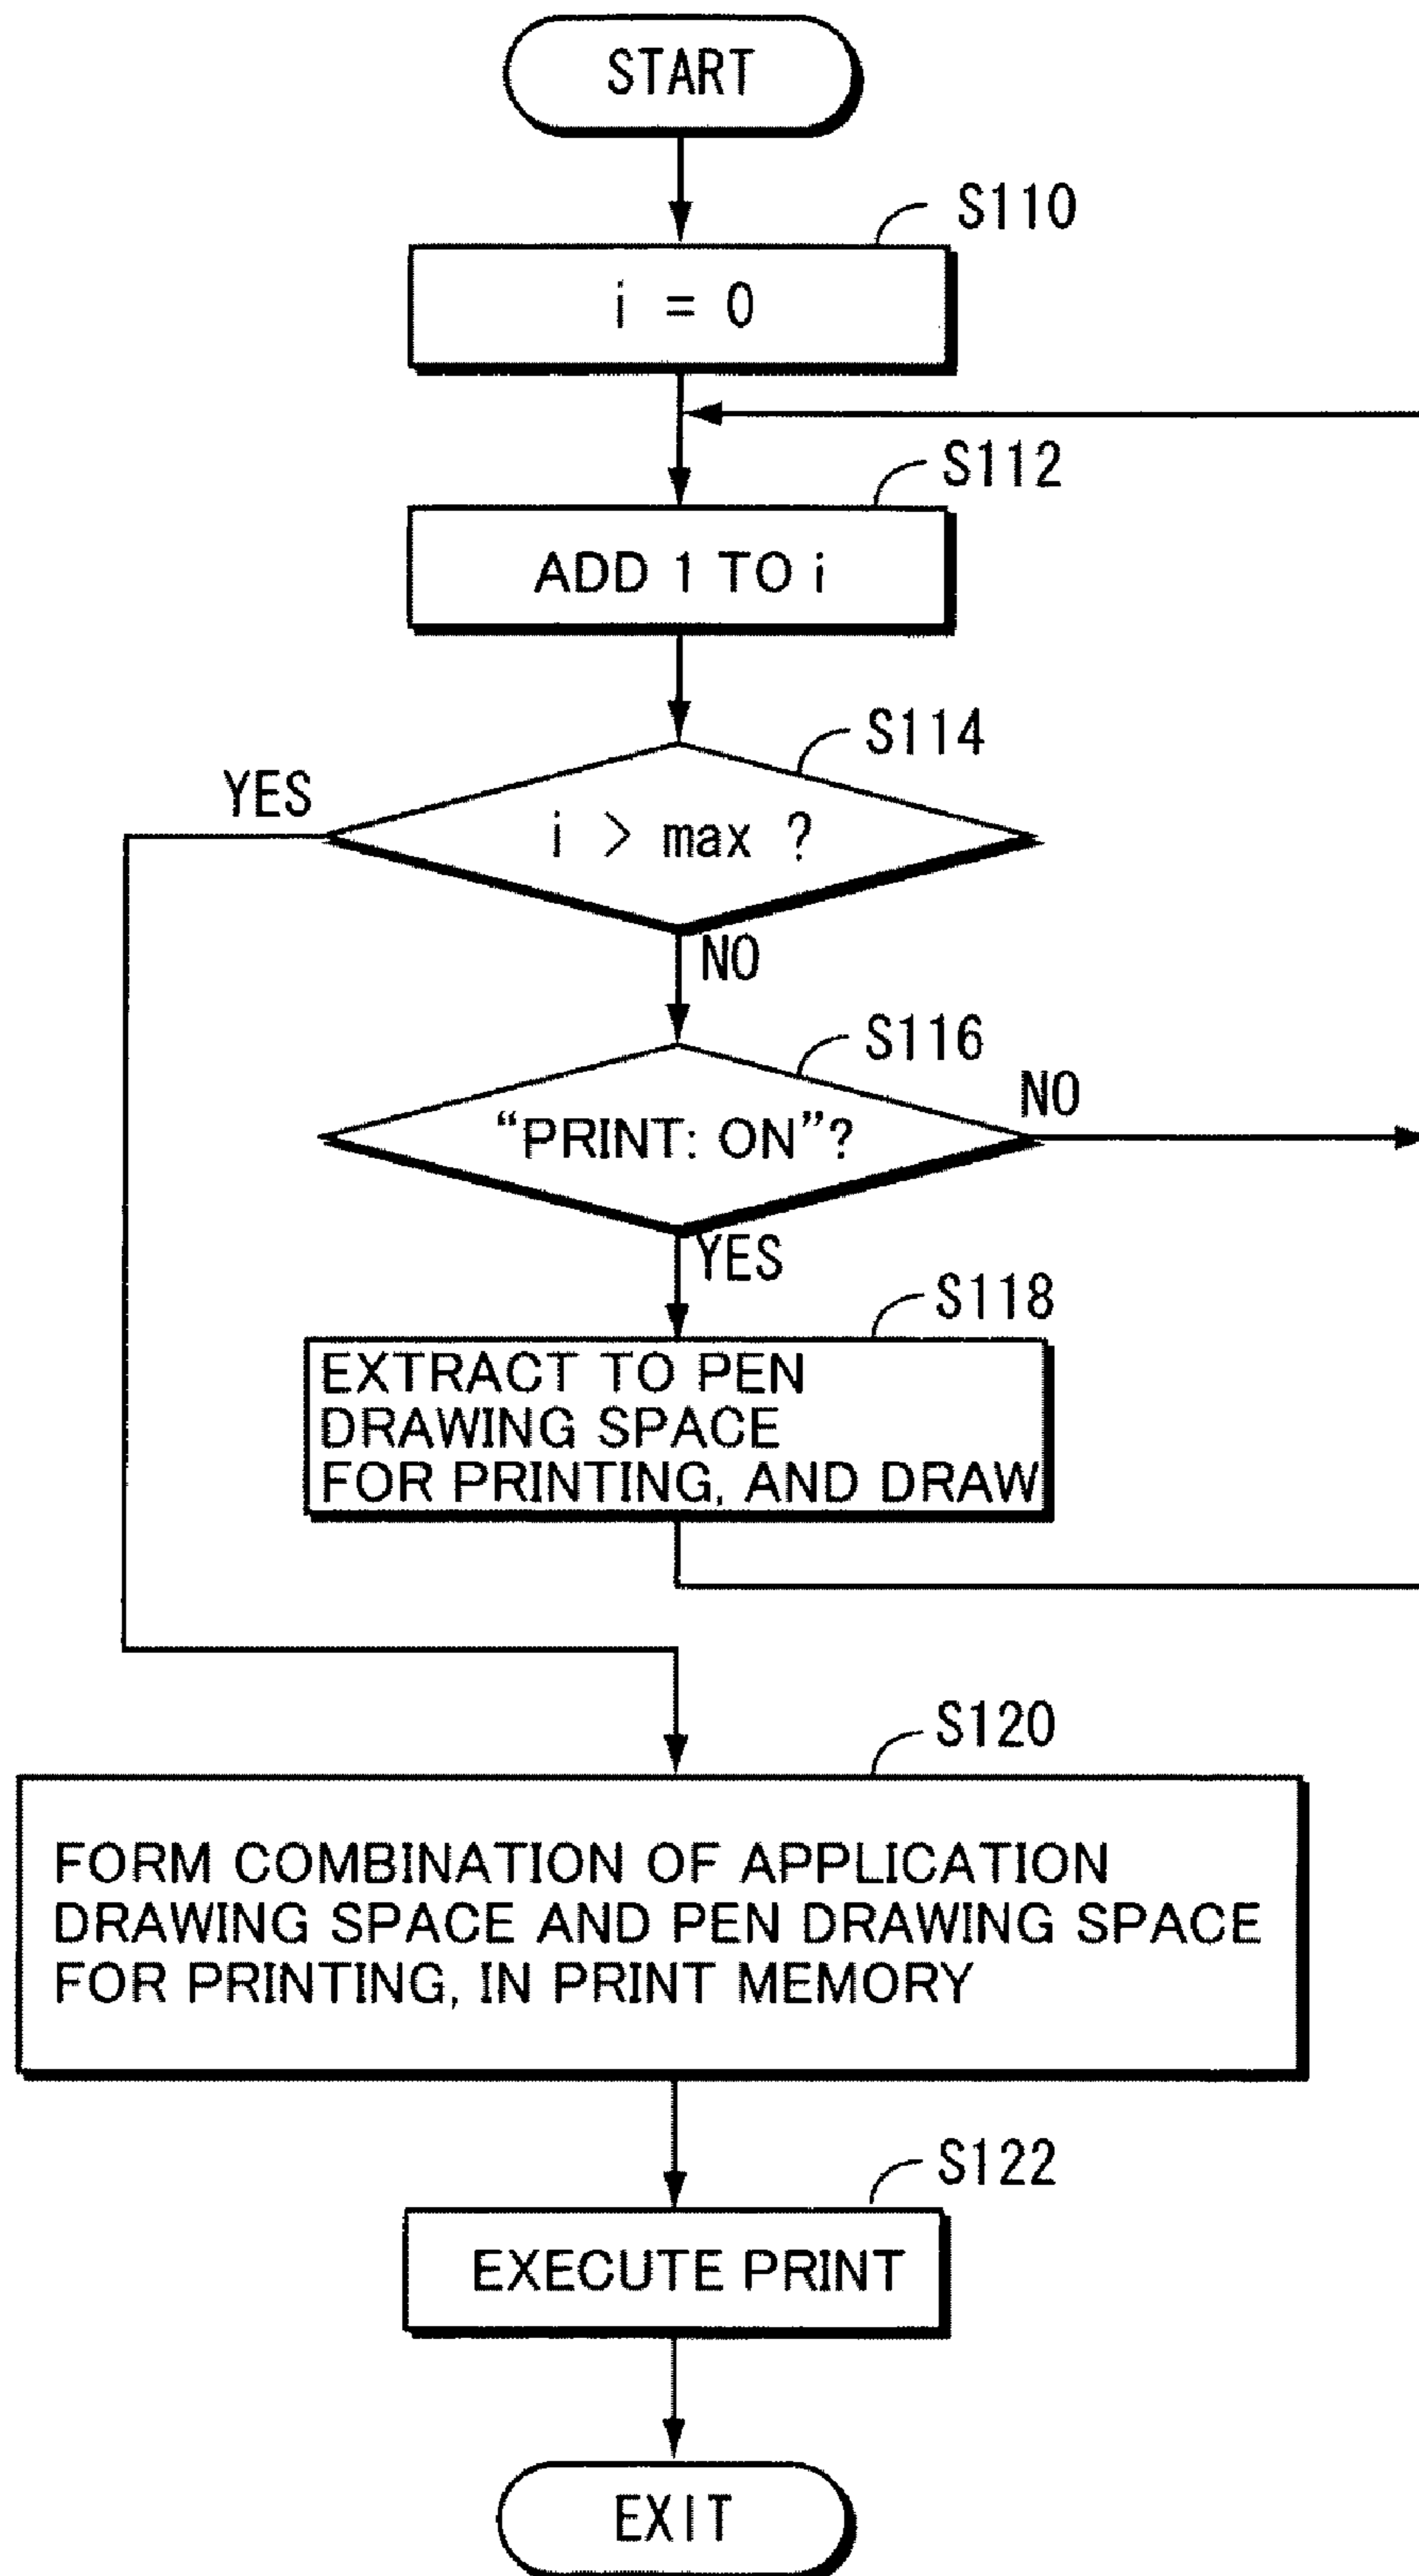 START
S110
i = 0
S112
ADD 1 TO i
S114
YES
i > max ?
NO
S116
NO
“PRINT: ON”?
YES
S118
EXTRACT TO PEN
DRAWING SPACE
FOR PRINTING, AND DRAW
S120
FORM COMBINATION OF APPLICATION
DRAWING SPACE AND PEN DRAWING SPACE
FOR PRINTING, IN PRINT MEMORY
S122
EXECUTE PRINT
EXIT